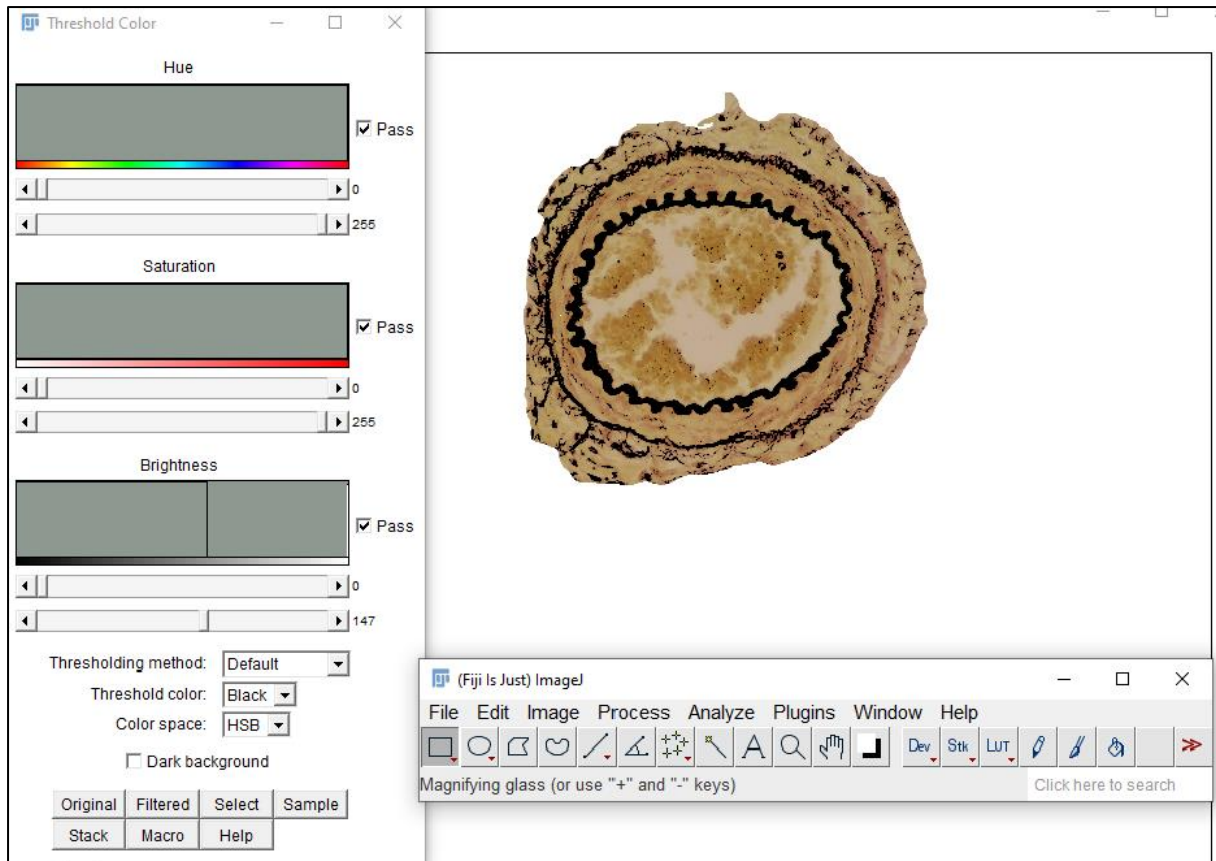 Threshold Color
Hue
Pass
0
255
Saturation
Pass
0
255
Brightness
Pass
0
147
Thresholding method: Default
Threshold color: Black
Color space: HSB
Dark background
Original Filtered Select Sample
Stack Macro Help
(Fiji Is Just) ImageJ
File Edit Image Process Analyze Plugins Window Help
A Dev Stk LUT >>
Magnifying glass (or use "+" and "-" keys) Click here to search